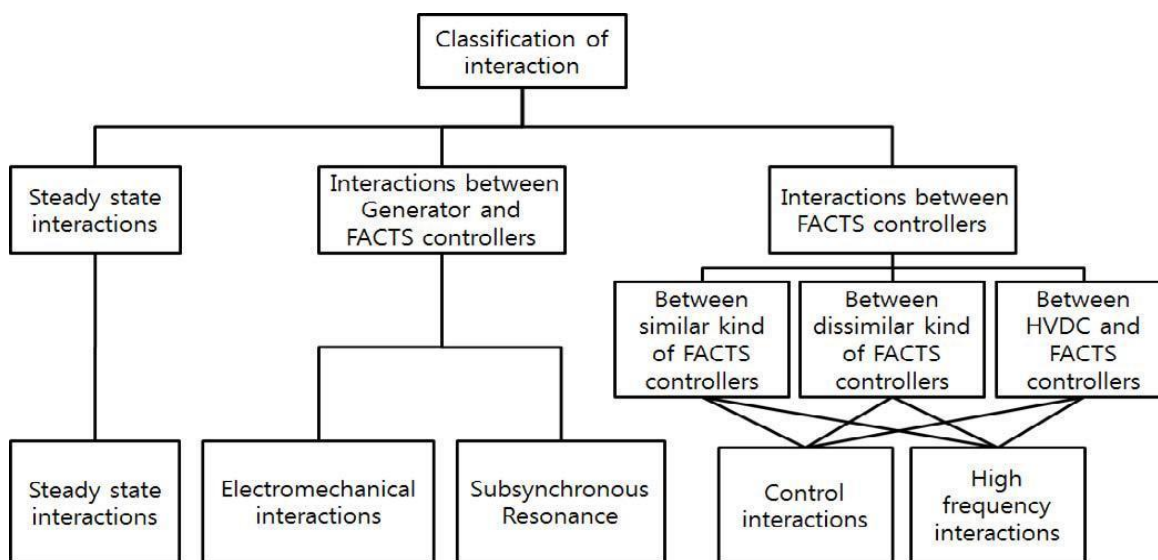 Classification of
interaction
Steady state
interactions
Interactions between
Generator and
FACTS controllers
Interactions between
FACTS controllers
Between
similar kind
of FACTS
controllers
Between
dissimilar kind
of FACTS
controllers
Between
HVDC and
FACTS
controllers
Steady state
interactions
Electromechanical
interactions
Subsynchronous
Resonance
Control
interactions
High
frequency
interactions